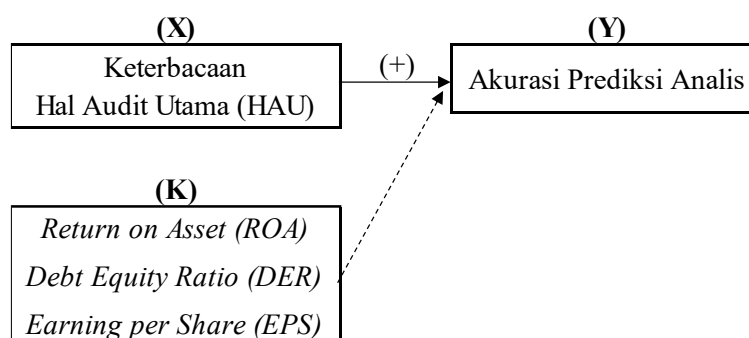 (X)
Keterbacaan
Hal Audit Utama (HAU)
(+)
(Y)
Akurasi Prediksi Analis
(K)
Return on Asset (ROA)
Debt Equity Ratio (DER)
Earning per Share (EPS)